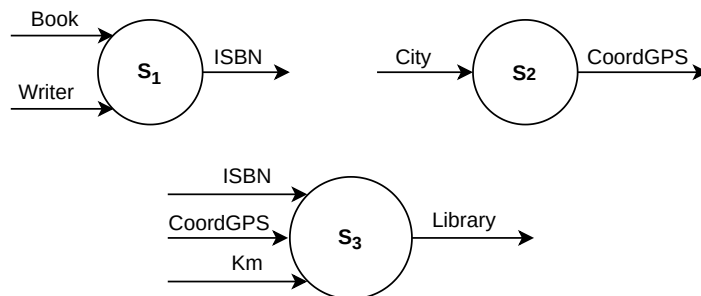 Book
Writer
S1
ISBN
City
S2
CoordGPS
ISBN
CoordGPS
Km
S3
Library